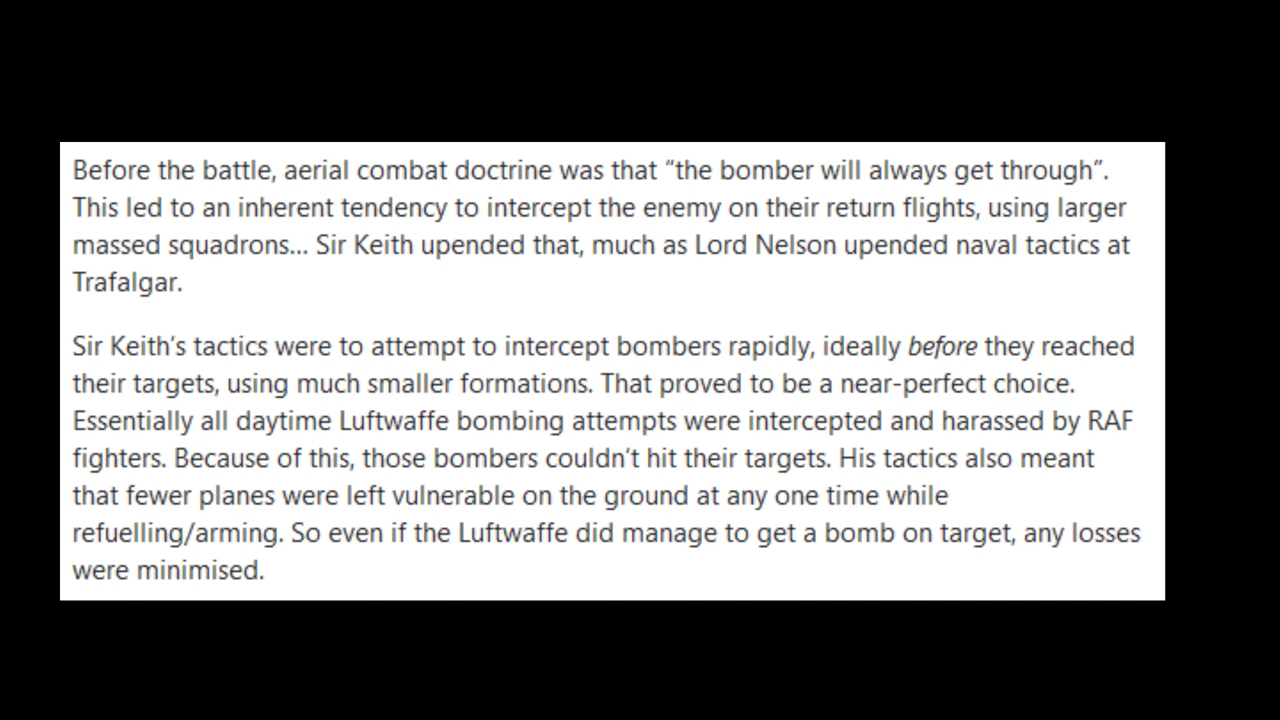 Before the battle, aerial combat doctrine was that “the bomber will always get through”.
This led to an inherent tendency to intercept the enemy on their return flights, using larger
massed squadrons... Sir Keith upended that, much as Lord Nelson upended naval tactics at
Trafalgar.
Sir Keith’s tactics were to attempt to intercept bombers rapidly, ideally before they reached
their targets, using much smaller formations. That proved to be a near-perfect choice.
Essentially all daytime Luftwaffe bombing attempts were intercepted and harassed by RAF
fighters. Because of this, those bombers couldn’t hit their targets. His tactics also meant
that fewer planes were left vulnerable on the ground at any one time while
refuelling/arming. So even if the Luftwaffe did manage to get a bomb on target, any losses
were minimised.